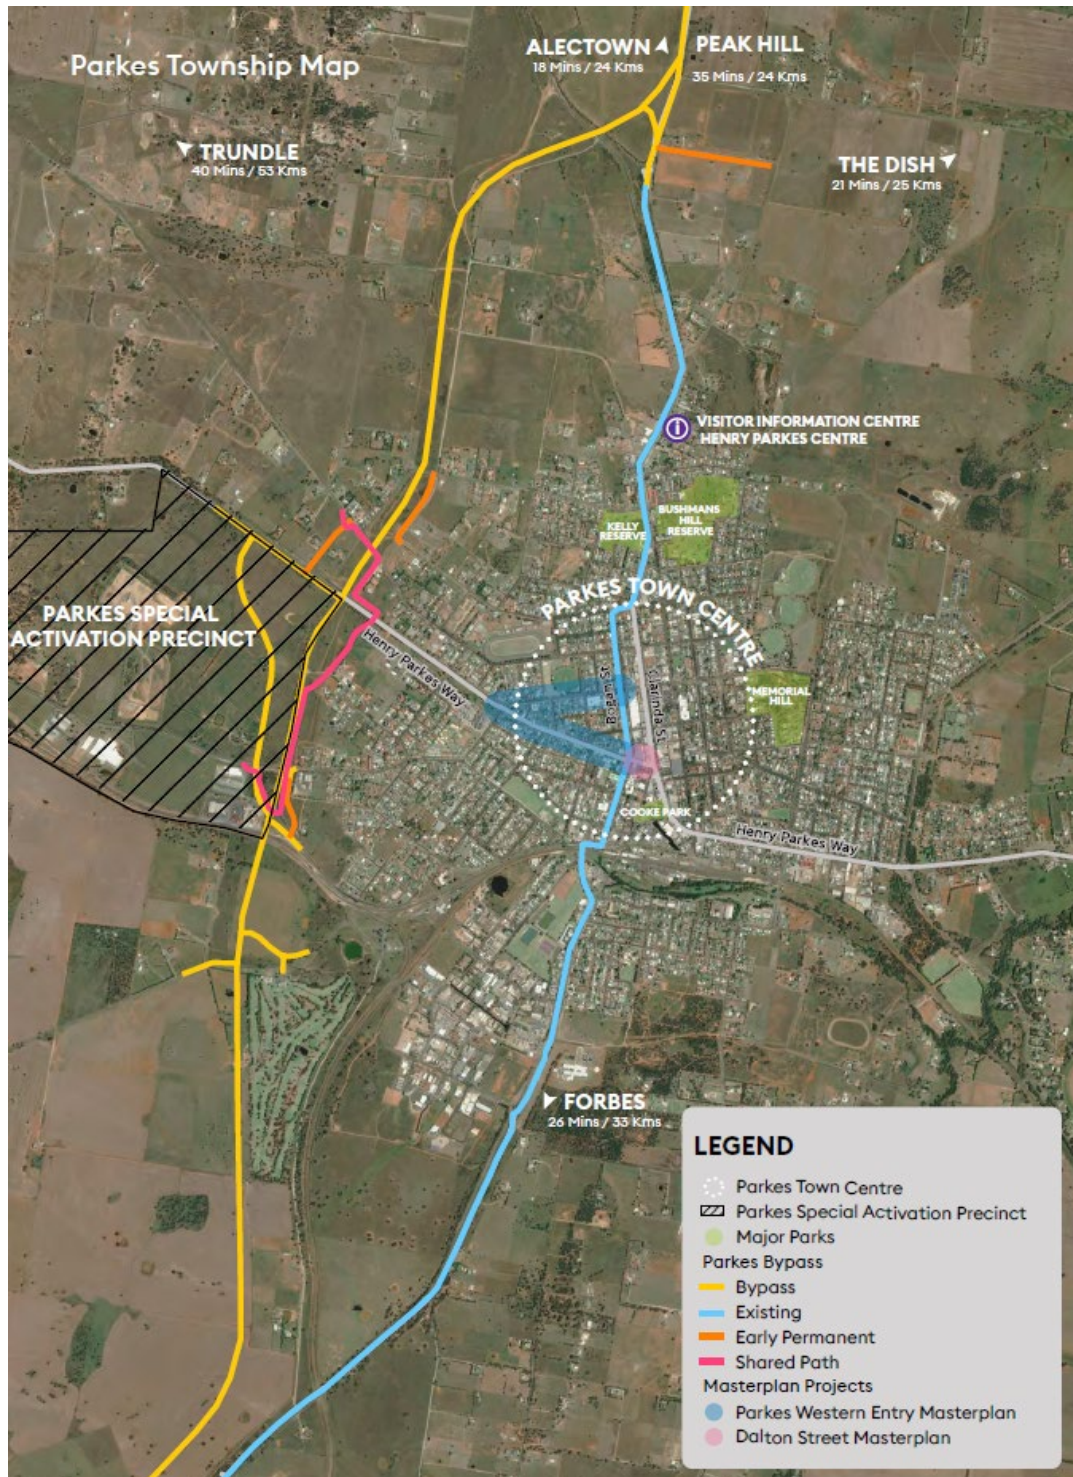 Parkes Township Map
ALECTOWN
18 Mins / 24 Kms
PEAK HILL
35 Mins / 24 Kms
TRUNDLE
40 Mins / 53 Kms
THE DISH
21 Mins / 25 Kms
VISITOR INFORMATION CENTRE
HENRY PARKES CENTRE
BUSHMANS
HILL
RESERVE
KELLY
RESERVE
PARKES TOWN CENTRE
PARKES SPECIAL
ACTIVATION PRECINCT
Henry Parkes Way
Bogan St
Clarinda St
MEMORIAL
HILL
COOKE PARK
Henry Parkes Way
FORBES
26 Mins / 33 Kms
LEGEND
Parkes Town Centre
Parkes Special Activation Precinct
Major Parks
Parkes Bypass
Bypass
Existing
Early Permanent
Shared Path
Masterplan Projects
Parkes Western Entry Masterplan
Dalton Street Masterplan